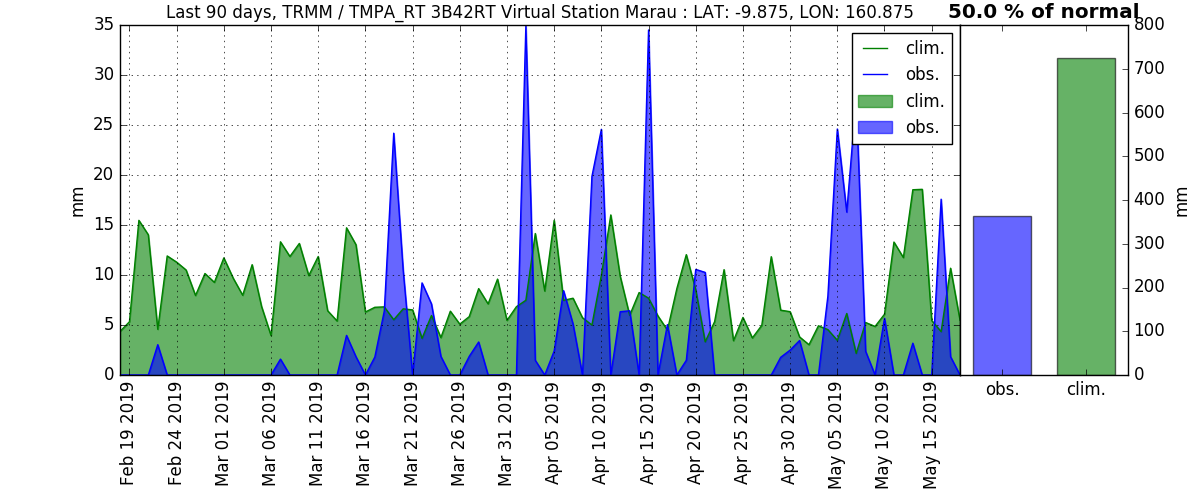 Last 90 days, TRMM / TMPA_RT 3B42RT Virtual Station Marau : LAT: -9.875, LON: 160.875
50.0 % of normal
35
30
25
20
15
10
5
0
mm
clim.
obs.
clim.
obs.
800
700
600
500
400
300
200
100
0
mm
obs.
clim.
Feb 19 2019
Feb 24 2019
Mar 01 2019
Mar 06 2019
Mar 11 2019
Mar 16 2019
Mar 21 2019
Mar 26 2019
Mar 31 2019
Apr 05 2019
Apr 10 2019
Apr 15 2019
Apr 20 2019
Apr 25 2019
Apr 30 2019
May 05 2019
May 10 2019
May 15 2019